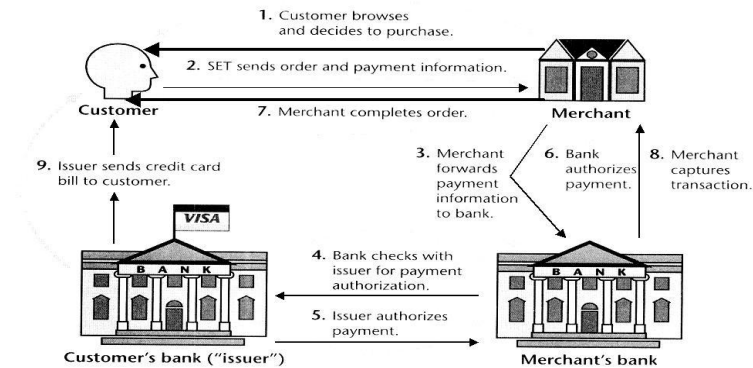 1. Customer browses
and decides to purchase.
2. SET sends order and payment information.
Customer
7. Merchant completes order.
Merchant
9. Issuer sends credit card
bill to customer.
3. Merchant
forwards
payment
information
to bank.
6. Bank
authorizes
payment.
8. Merchant
captures
transaction.
VISA
BANK
4. Bank checks with
issuer for payment
authorization.
BANK
5. Issuer authorizes
payment.
Customer's bank ("issuer")
Merchant's bank